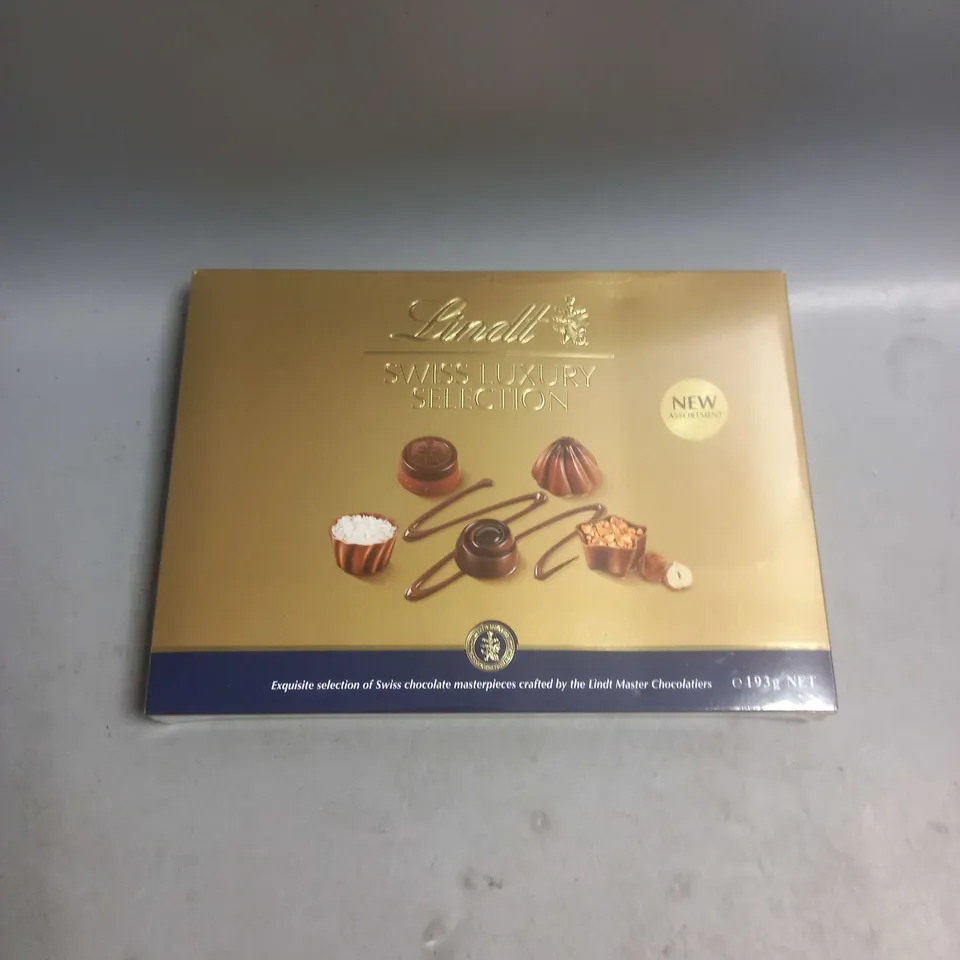 Lindt
SWISS LUXURY
SELECTION
NEW
ASSORTMENT
Exquisite selection of Swiss chocolate masterpieces crafted by the Lindt Master Chocolatiers
℮193g NET